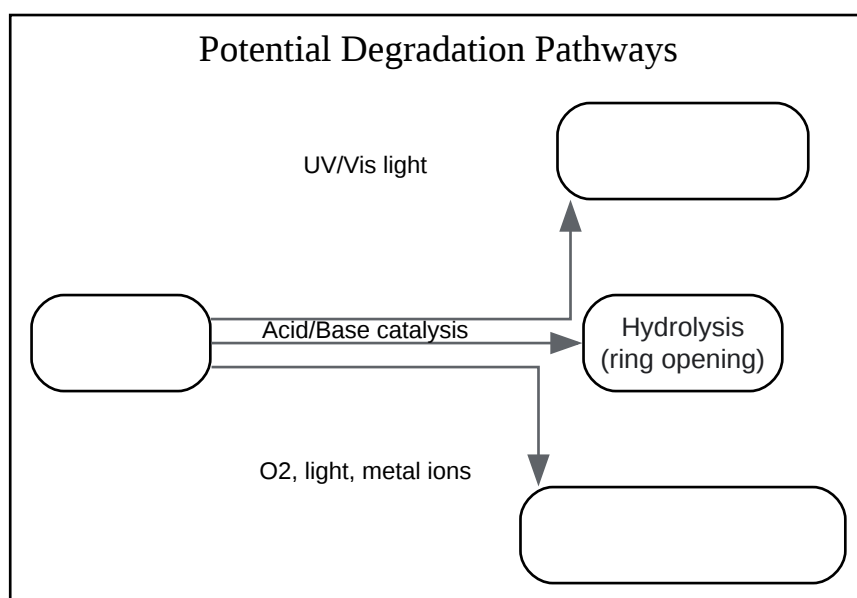 Potential Degradation Pathways
UV/Vis light
Acid/Base catalysis
Hydrolysis
(ring opening)
O2, light, metal ions